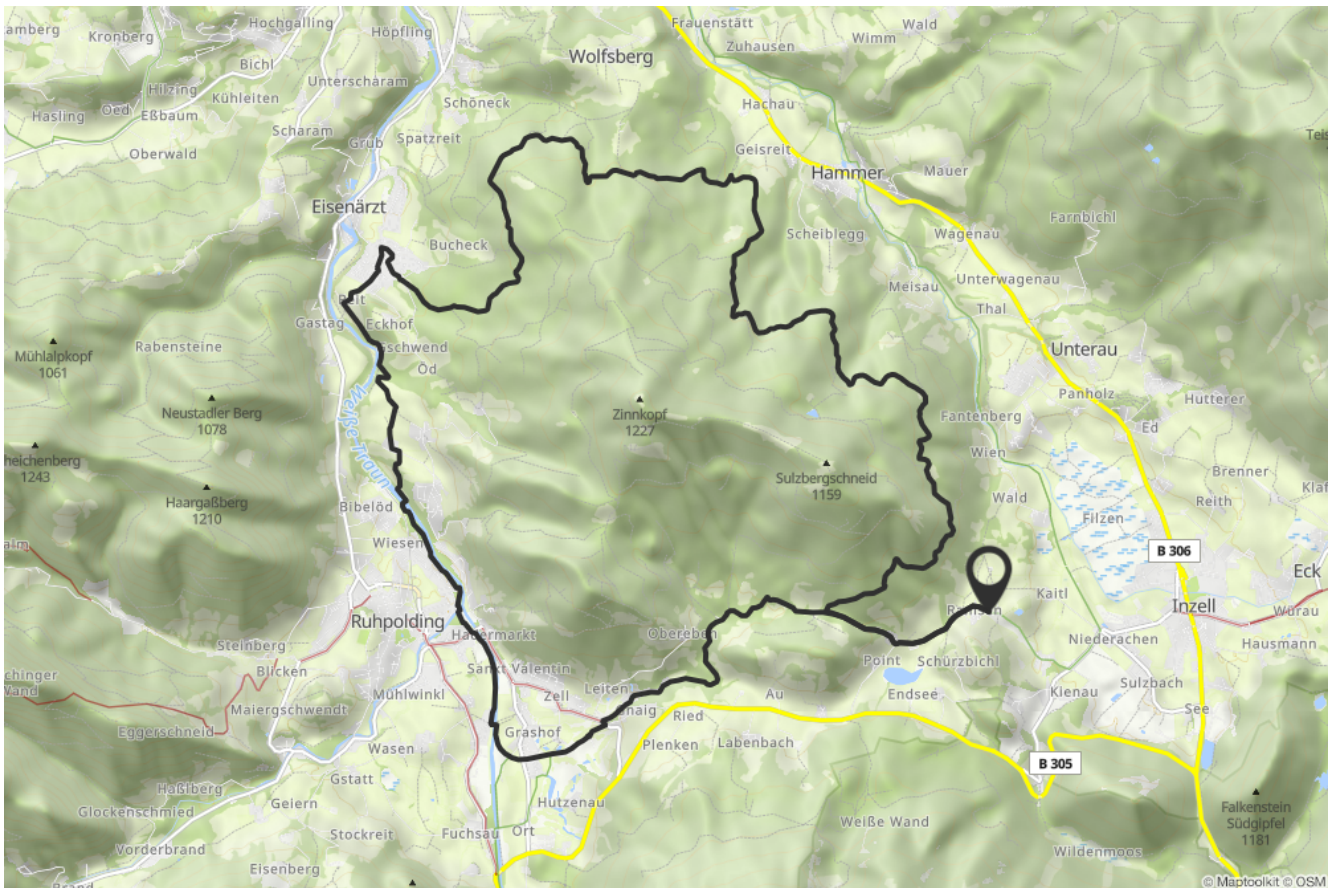 Hochgalling
Höpfling
Frauenstätt
Wald
Kronberg
Wimm
Zuhausen
Bichl
Wolfsberg
Unterscharam
Hilzing
Kühleiten
Hachau
Oed
Eßbaum
Schöneck
Hasling
Scharam
Spatzreit
Grub
Geisreit
Oberwald
Mauer
Hammer
Eisenärzt
Farnbichl
Bucheck
Scheiblegg
Wagenau
Unterwagenau
Meisau
Thal
Gastag
Eckhof
Rabensteine
Mühlalpkopf
1061
Unterau
Öd
Panholz
Hutterer
Neustadler Berg
1078
Zinnkopf
1227
Fantenberg
Ed
Weiße Traun
Wien
1243
Sulzbergschneid
1159
Brenner
Haargaßberg
1210
Reith
Bibelöd
Wald
Filzen
Wiesen
B 306
Eck
Kaitl
Inzell
Würau
Ruhpolding
Obereben
Niederachen
Hausmann
Steinberg
Sankt Valentin
Point
Schürzbichl
Blicken
Zell
Leiten
Au
Endsee
Kienau
Sulzbach
Mühlwinkl
Maiergschwendt
Ried
See
Eggerschneid
Grashof
Plenken
Labenbach
Wasen
B 305
Gstatt
Haßlberg
Geiern
Hutzenau
Glockenschmied
Falkenstein
Südgipfel
1181
Stockreit
Fuchsau
Ort
Weiße Wand
Vorderbrand
Wildenmoos
Eisenberg
© Maptoolkit © OSM